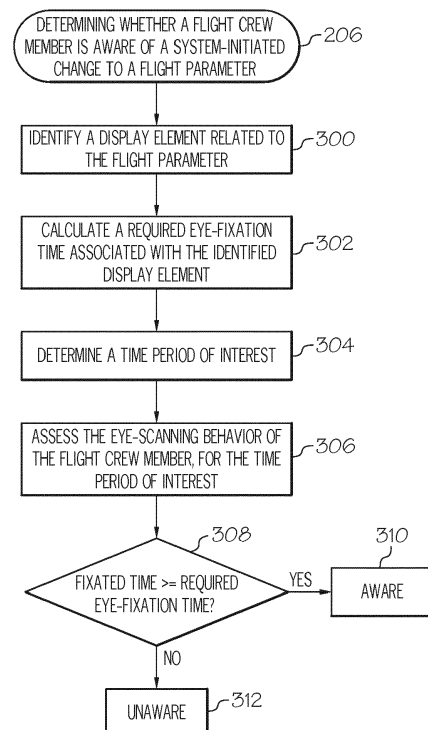 DETERMINING WHETHER A FLIGHT CREW
MEMBER IS AWARE OF A SYSTEM-INITIATED
CHANGE TO A FLIGHT PARAMETER
206
IDENTIFY A DISPLAY ELEMENT RELATED TO
THE FLIGHT PARAMETER
300
CALCULATE A REQUIRED EYE-FIXATION
TIME ASSOCIATED WITH THE IDENTIFIED
DISPLAY ELEMENT
302
DETERMINE A TIME PERIOD OF INTEREST
304
ASSESS THE EYE-SCANNING BEHAVIOR OF
THE FLIGHT CREW MEMBER, FOR THE TIME
PERIOD OF INTEREST
306
308
FIXATED TIME >= REQUIRED
EYE-FIXATION TIME?
YES
310
AWARE
NO
UNAWARE
312